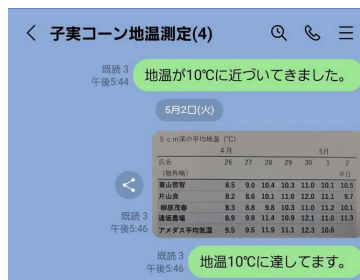 子実コーン地温測定(4)
既読 3
午後5:44
地温が10℃に近づいてきました。
5月2日(火)
5cm深の平均地温 (℃)
4月 5月
氏名 26 27 28 29 30 1 2
(敬称略) 半日
東山哲智 8.5 9.0 10.4 10.3 11.0 10.1 10.5
片山良 8.2 8.6 10.1 11.0 12.0 11.1 9.7
柳原茂春 8.3 8.8 9.8 10.3 11.0 11.2 10.1
達坂農場 8.9 9.8 11.4 10.9 12.1 11.0 11.3
アメダス平均気温 9.5 9.5 11.9 11.1 12.3 10.6
既読 3
午後5:46
既読 3
午後5:46
地温10℃に達してます。